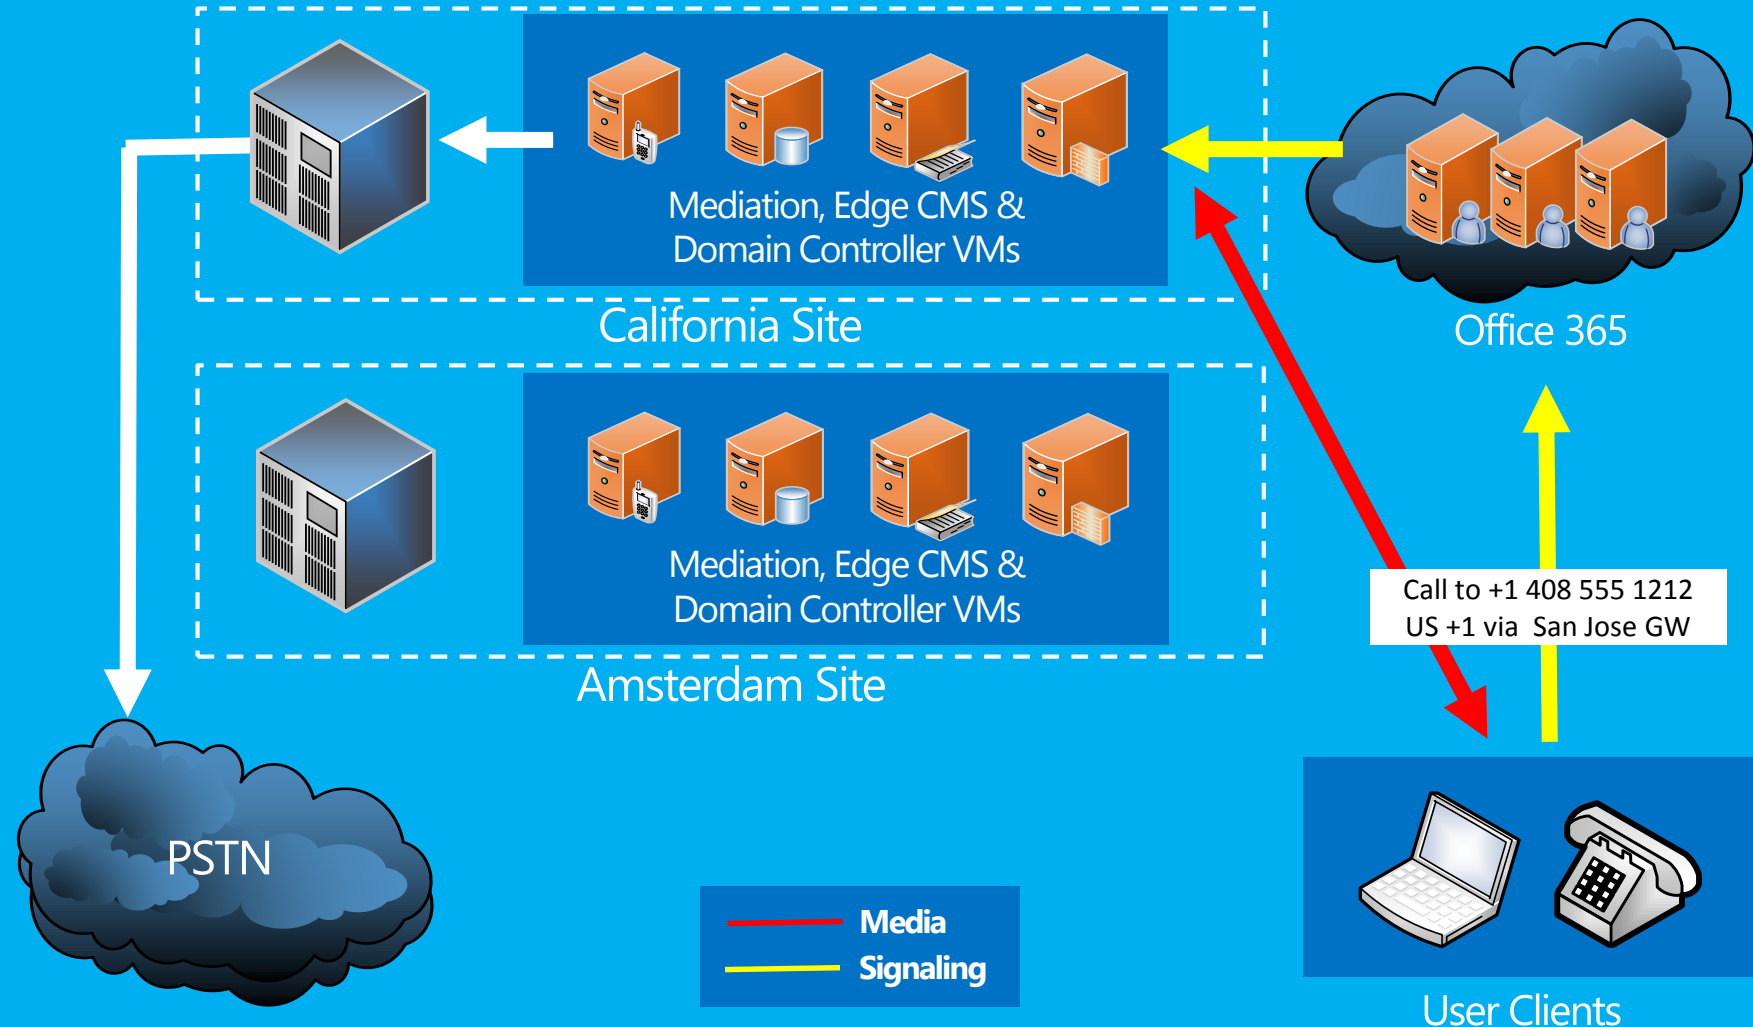 Mediation, Edge CMS &
Domain Controller VMs
California Site
Office 365
Mediation, Edge CMS &
Domain Controller VMs
Amsterdam Site
Call to +1 408 555 1212
US +1 via  San Jose GW
PSTN
Media
Signaling
User Clients